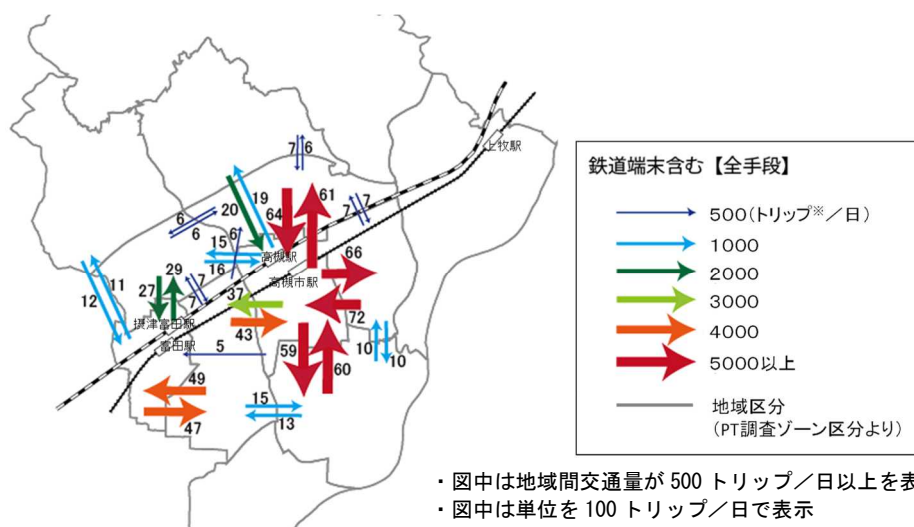 上牧駅
7 6
19
61
20
64
7 7
6
6
6
15
高槻駅
66
16
高槻市駅
11
29
12
27
7
7
37
72
摂津富田駅
43
富田駅
5
59
10
10
60
49
15
47
13
鉄道端末含む【全手段】
500(トリップ※/日)
1000
2000
3000
4000
5000以上
地域区分
(PT調査ゾーン区分より)
・図中は地域間交通量が 500 トリップ/日以上を表
・図中は単位を 100 トリップ/日で表示